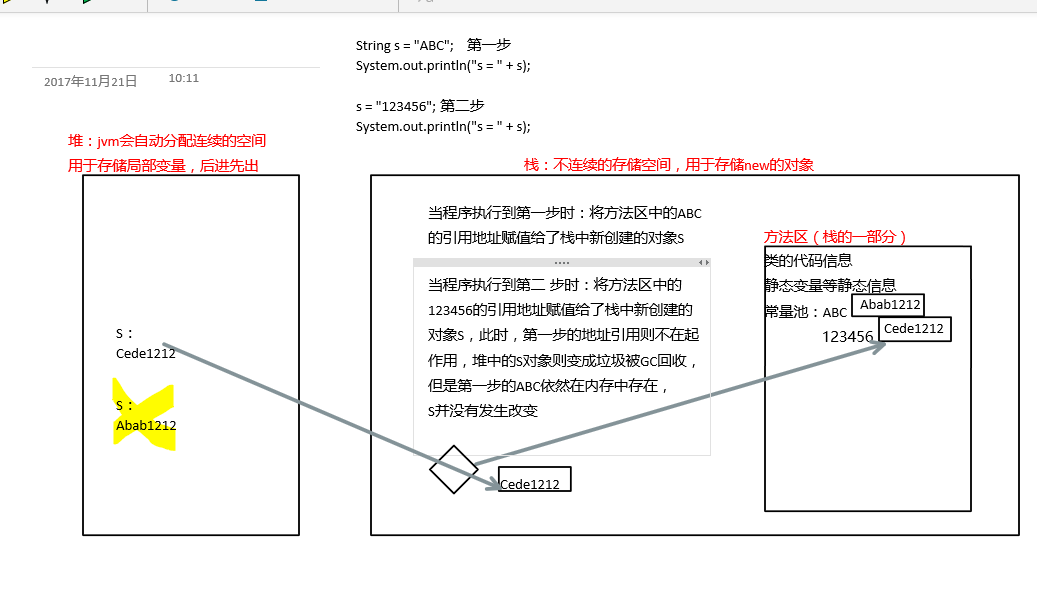 String s = "ABC"; 第一步
System.out.println("s = " + s);
2017年11月21日 10:11
s = "123456"; 第二步
System.out.println("s = " + s);
堆：jvm会自动分配连续的空间
用于存储局部变量，后进先出
栈：不连续的存储空间，用于存储new的对象
当程序执行到第一步时：将方法区中的ABC
的引用地址赋值给了栈中新创建的对象S
当程序执行到第二 步时：将方法区中的
123456的引用地址赋值给了栈中新创建的
对象S，此时，第一步的地址引用则不在起
作用，堆中的S对象则变成垃圾被GC回收，
但是第一步的ABC依然在内存中存在，
S并没有发生改变
方法区（栈的一部分）
类的代码信息
静态变量等静态信息
常量池：ABC Abab1212
123456 Cede1212
S：
Cede1212
S：
Abab1212
Cede1212